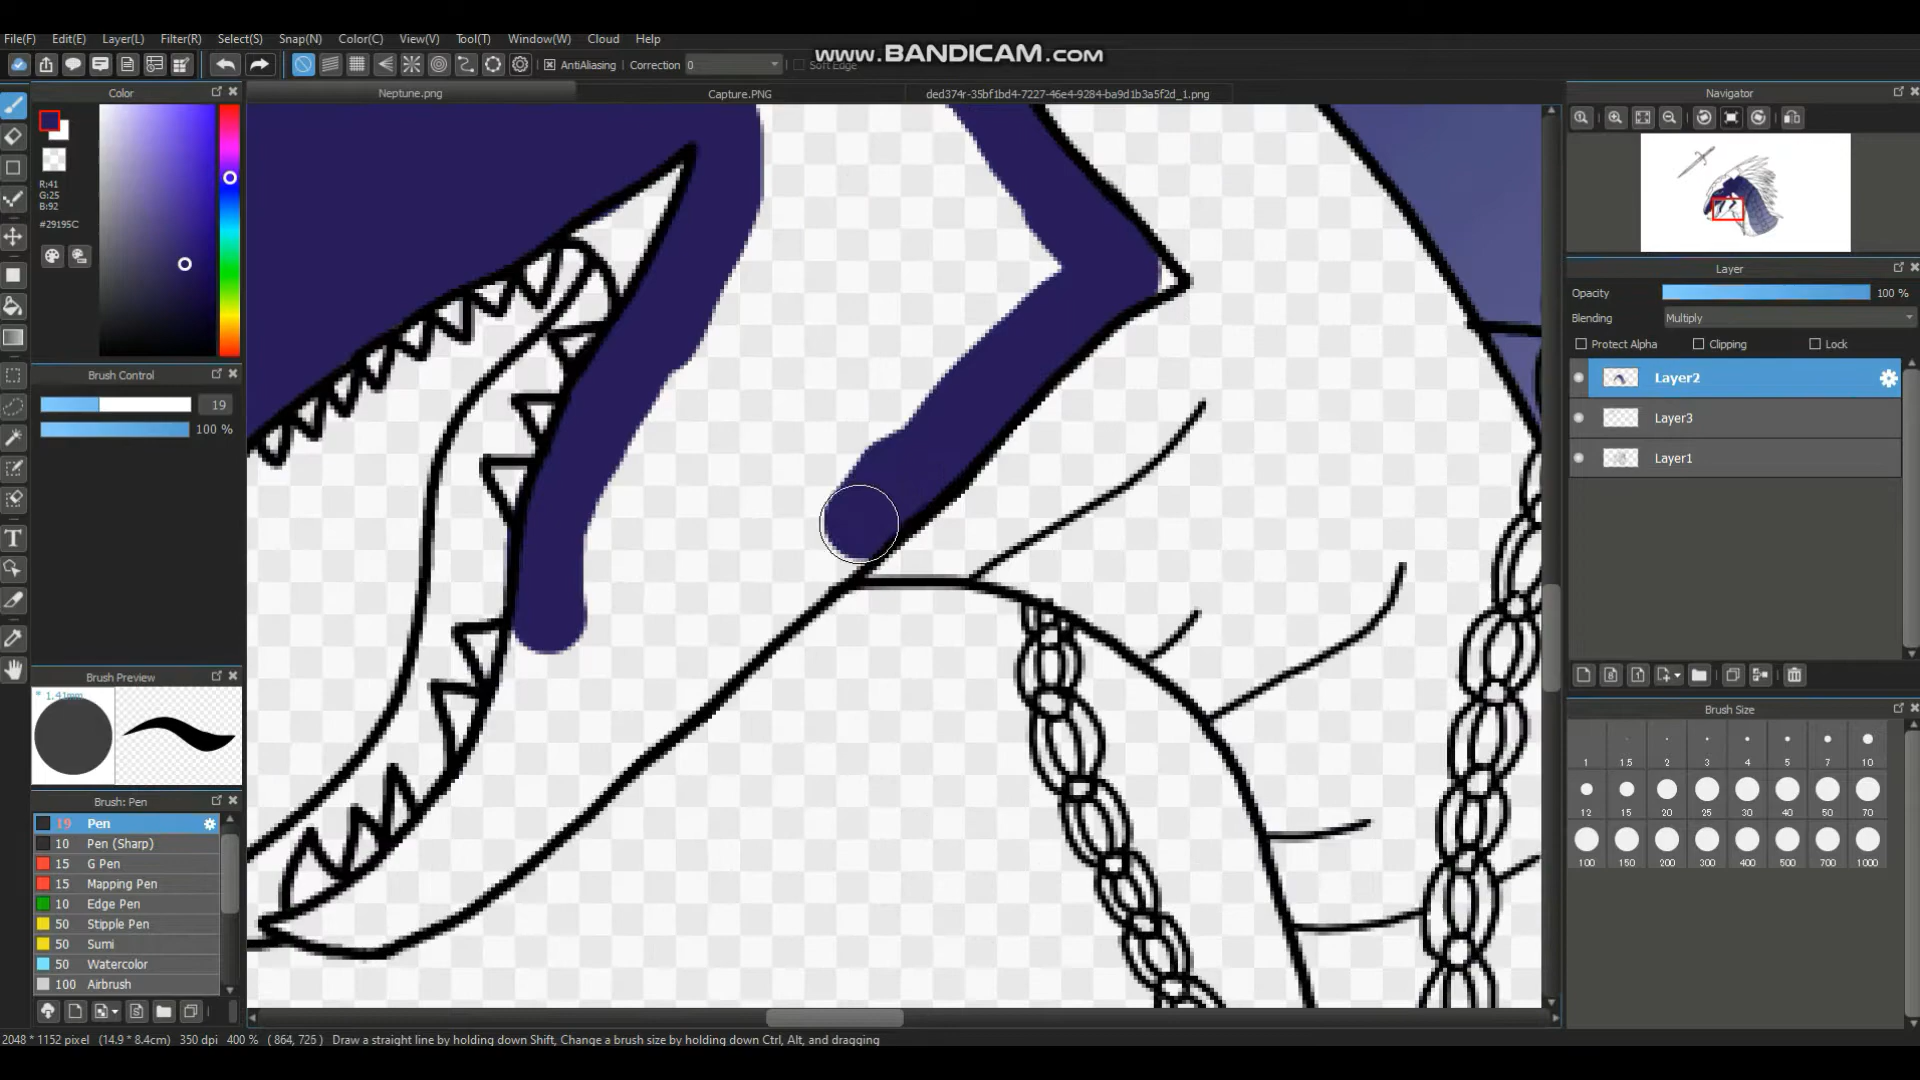 www.BANDICAM.com
File(F) Edit(E) Layer(L) Filter(R) Select(S) Snap(N) Color(C) View(V) Tool(T) Window(W) Cloud Help
AntiAliasing Correction 0 Soft Edge
Color
Neptune.png
Capture.PNG
ded374r-35bf1bd4-7227-46e4-9284-ba9d1b3a5f2d_1.png
Navigator
R:41
G:25
B:92
#29195C
Layer
Opacity 100 %
Blending Multiply
Protect Alpha Clipping Lock
Layer2
Layer3
Layer1
Brush Control
19
100 %
Brush Preview
* 1.41mm
Brush: Pen
19 Pen
10 Pen (Sharp)
15 G Pen
15 Mapping Pen
10 Edge Pen
50 Stipple Pen
50 Sumi
50 Watercolor
100 Airbrush
Brush Size
1 1.5 2 3 4 5 7 10
12 15 20 25 30 40 50 70
100 150 200 300 400 500 700 1000
2048 * 1152 pixel (14.9 * 8.4cm) 350 dpi 400 % ( 864, 725 ) Draw a straight line by holding down Shift, Change a brush size by holding down Ctrl, Alt, and dragging